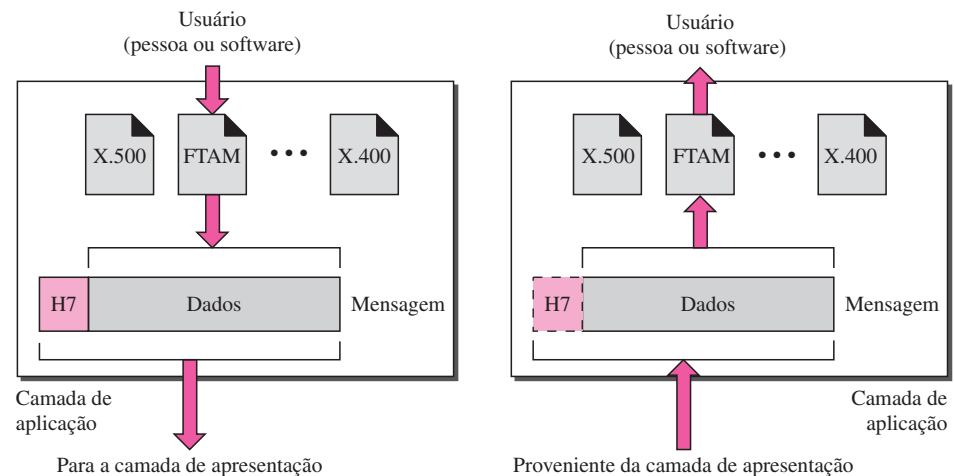 Usuário
(pessoa ou software)
X.500
FTAM
X.400
H7
Dados
Mensagem
Camada de
aplicação
Para a camada de apresentação
Usuário
(pessoa ou software)
X.500
FTAM
X.400
H7
Dados
Mensagem
Camada de
aplicação
Proveniente da camada de apresentação